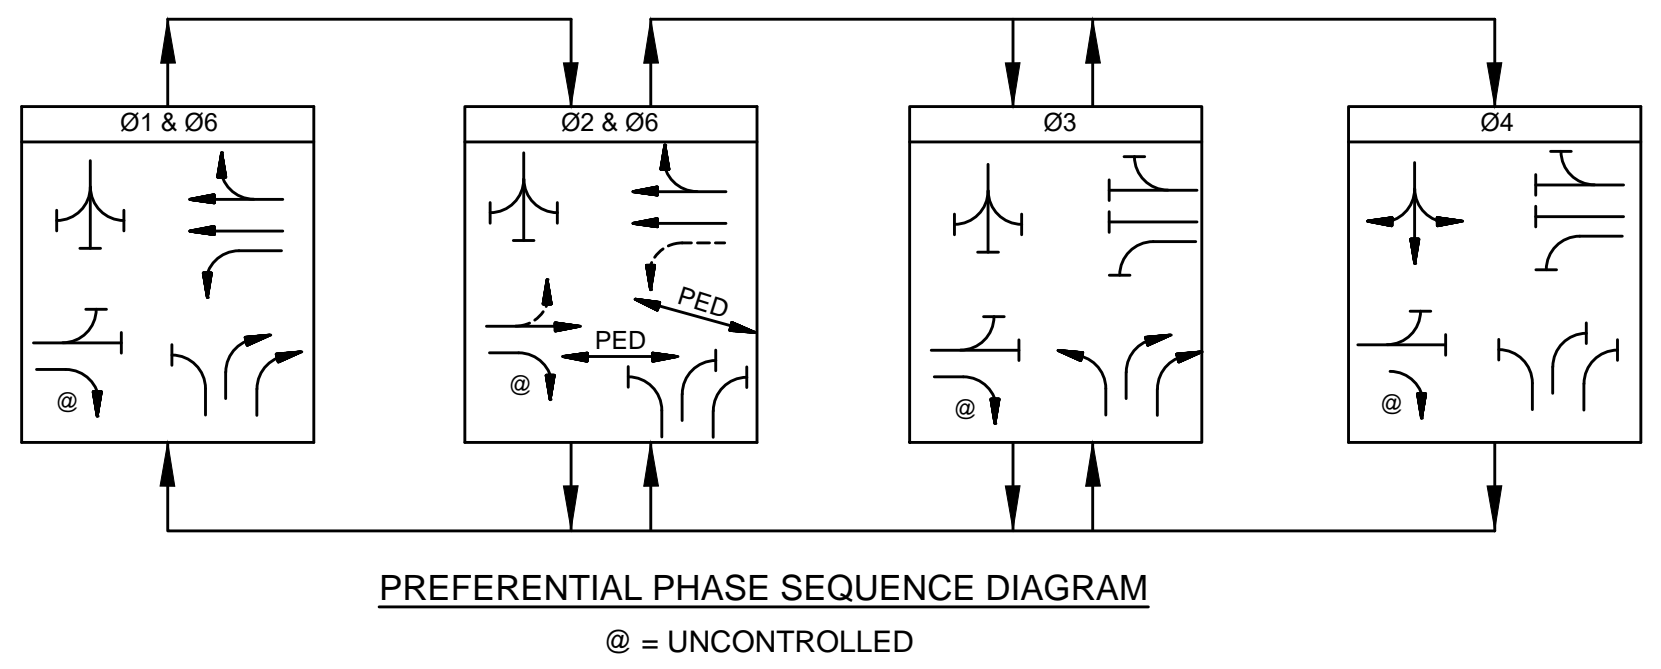 Ø1 & Ø6
Ø2 & Ø6
Ø3
Ø4
PED
PED
@
@
@
@
PREFERENTIAL PHASE SEQUENCE DIAGRAM
@ = UNCONTROLLED